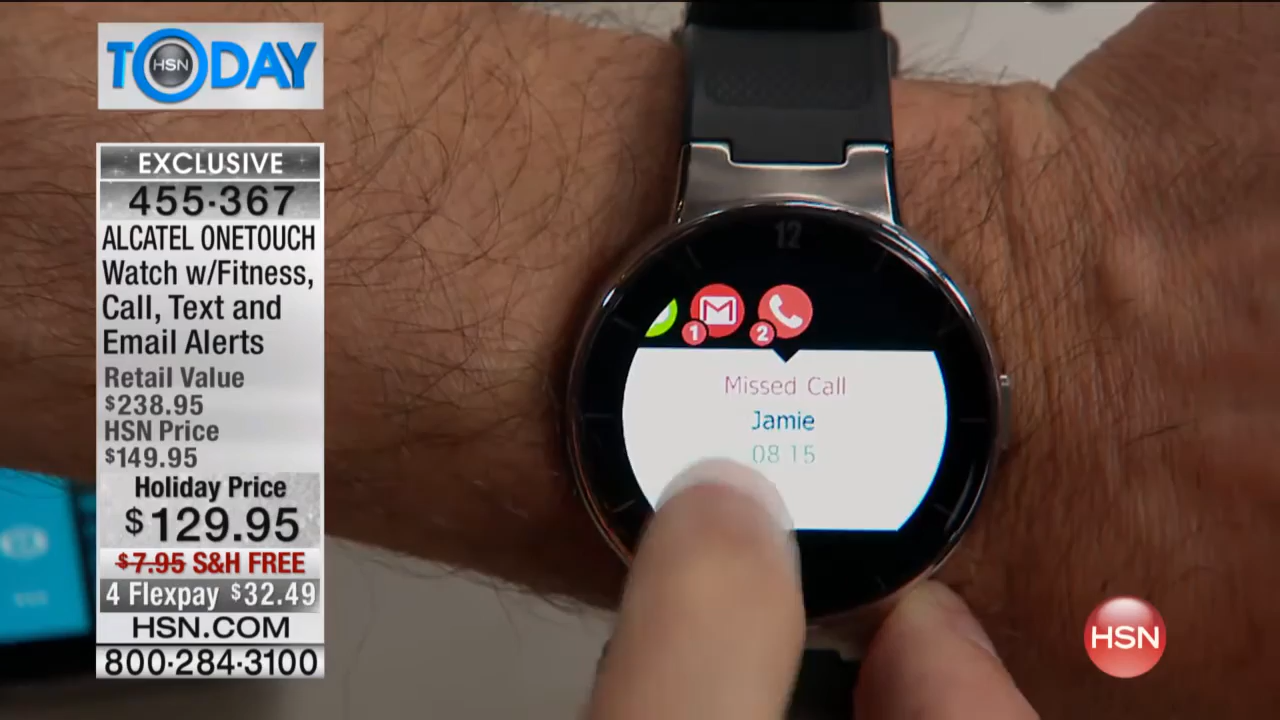 TODAY
HSN
EXCLUSIVE
455-367
ALCATEL ONETOUCH
Watch w/Fitness,
Call, Text and
Email Alerts
Retail Value
$238.95
HSN Price
$149.95
Holiday Price
$129.95
$7.95 S&H FREE
4 Flexpay $32.49
HSN.COM
800-284-3100
12
1
2
Missed Call
Jamie
08:15
HSN